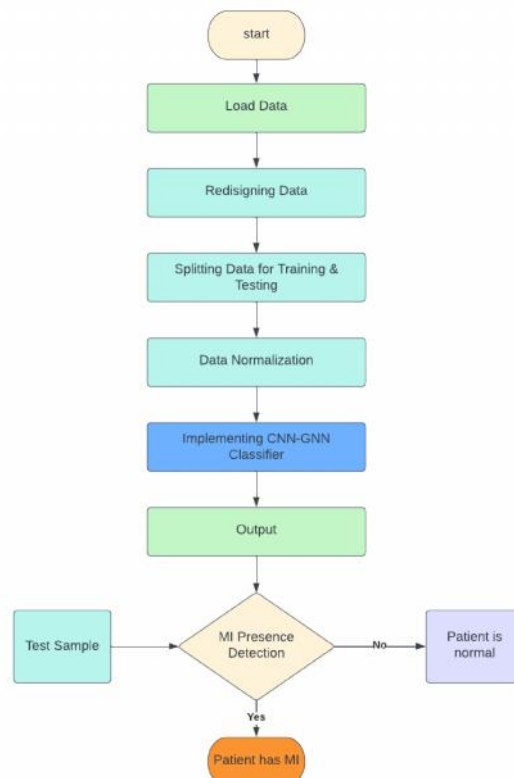 start
Load Data
Redisigning Data
Splitting Data for Training &
Testing
Data Normalization
Implementing CNN-GNN
Classifier
Output
Test Sample
MI Presence
Detection
No
Patient is
normal
Yes
Patient has MI